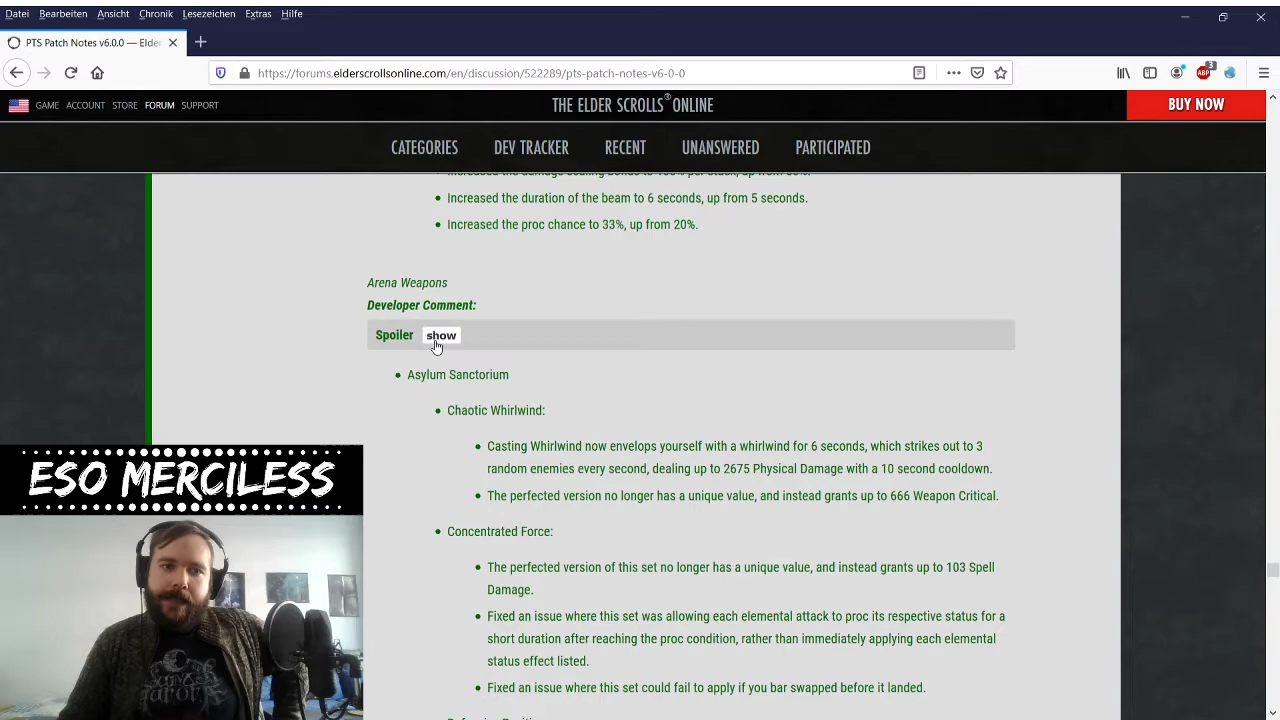 Datei Bearbeiten Ansicht Chronik Lesezeichen Extras Hilfe
PTS Patch Notes v6.0.0 — Elde
https://forums.elderscrollsonline.com/en/discussion/522289/pts-patch-notes-v6-0-0
ABP 3
GAME ACCOUNT STORE FORUM SUPPORT
THE ELDER SCROLLS® ONLINE
BUY NOW
CATEGORIES DEV TRACKER RECENT UNANSWERED PARTICIPATED
• Increased the duration of the beam to 6 seconds, up from 5 seconds.
• Increased the proc chance to 33%, up from 20%.
Arena Weapons
Developer Comment:
Spoiler show
• Asylum Sanctorium
• Chaotic Whirlwind:
• Casting Whirlwind now envelops yourself with a whirlwind for 6 seconds, which strikes out to 3
random enemies every second, dealing up to 2675 Physical Damage with a 10 second cooldown.
• The perfected version no longer has a unique value, and instead grants up to 666 Weapon Critical.
• Concentrated Force:
• The perfected version of this set no longer has a unique value, and instead grants up to 103 Spell
Damage.
• Fixed an issue where this set was allowing each elemental attack to proc its respective status for a
short duration after reaching the proc condition, rather than immediately applying each elemental
status effect listed.
• Fixed an issue where this set could fail to apply if you bar swapped before it landed.
ESO MERCILESS